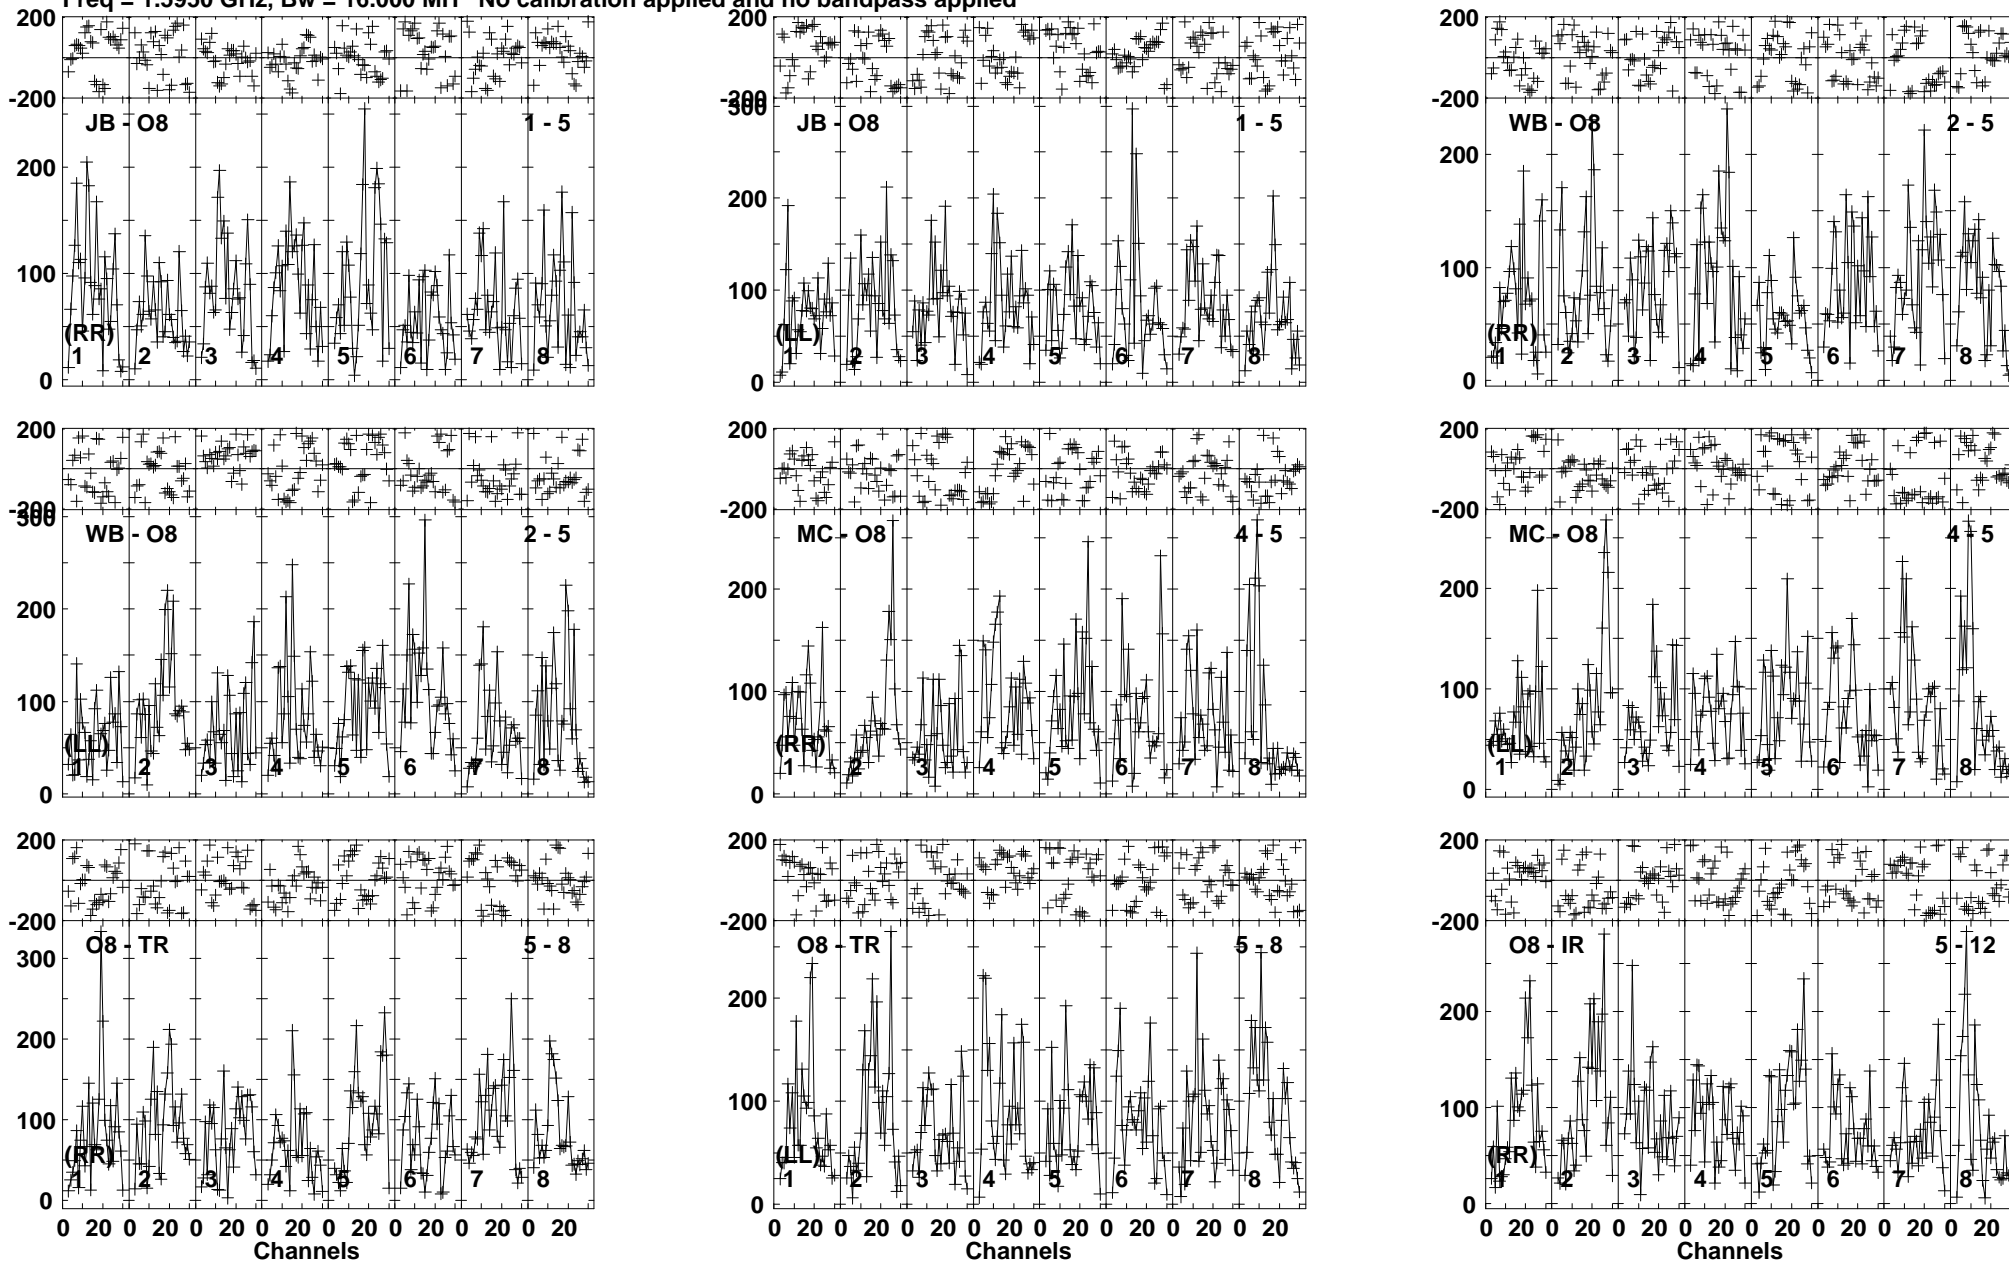 Freq = 1.5950 GHz, Bw = 16.000 MH No calibration applied and no bandpass applied
200 200 200
-200 -200 -200
300
JB - O8 1 - 5 JB - O8 1 - 5 WB - O8 2 - 5
200 200 200
100 100 100
(RR) (LL) (RR)
1 2 3 4 5 6 7 8 1 2 3 4 5 6 7 8 1 2 3 4 5 6 7 8
0 0 0
200 200 200
-200 -200 -200
300
WB - O8 2 - 5 MC - O8 4 - 5 MC - O8 4 - 5
200 200 200
100 100 100
(LL) (RR) (LL)
1 2 3 4 5 6 7 8 1 2 3 4 5 6 7 8 1 2 3 4 5 6 7 8
0 0 0
200 200 200
-200 -200 -200
O8 - TR 5 - 8 O8 - TR 5 - 8 O8 - IR 5 - 12
300
200 200 200
100 100 100
(RR) (LL) (RR)
1 2 3 4 5 6 7 8 1 2 3 4 5 6 7 8 1 2 3 4 5 6 7 8
0 0 0
0 20 0 20 0 20 0 20 0 20 0 20 0 20 0 20 0 20 0 20 0 20 0 20 0 20 0 20 0 20 0 20 0 20 0 20 0 20 0 20 0 20 0 20 0 20 0 20
Channels Channels Channels